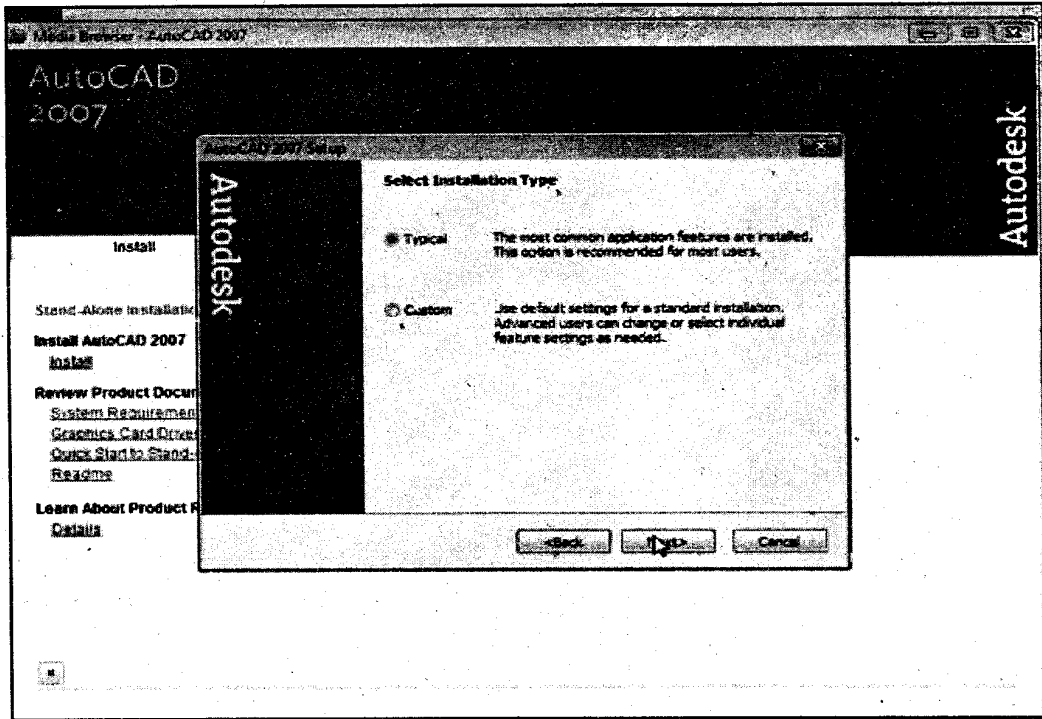 Media Browser - AutoCAD 2007
AutoCAD
2007
Autodesk
Install
Stand-Alone Installatio
Install AutoCAD 2007
Install
Review Product Docum
System Requiremen
Graphics Card Driver
Quick Start to Stand-
Readme
Learn About Product R
Details
AutoCAD 2007 Setup
Autodesk
Select Installation Type
Typical
The most common application features are installed.
This option is recommended for most users.
Custom
Use default settings for a standard installation.
Advanced users can change or select individual
feature settings as needed.
<Back
Next>
Cancel